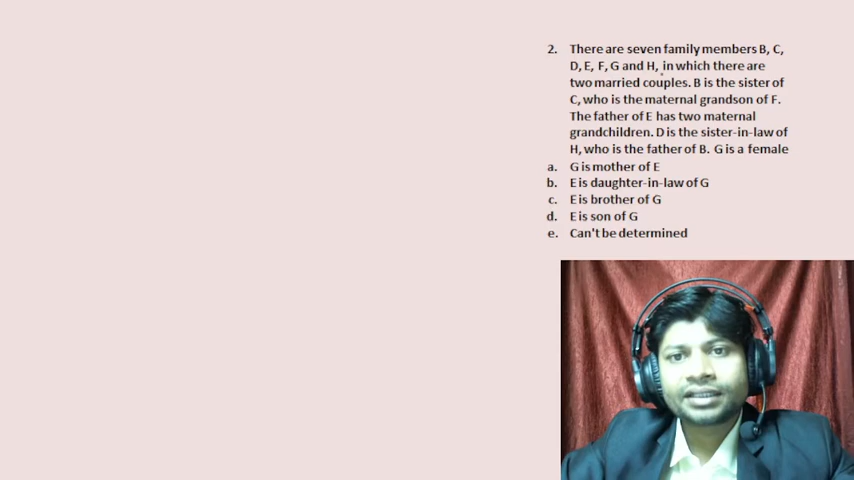 2. There are seven family members B, C,
D, E, F, G and H, in which there are
two married couples. B is the sister of
C, who is the maternal grandson of F.
The father of E has two maternal
grandchildren. D is the sister-in-law of
H, who is the father of B. G is a female
a. G is mother of E
b. E is daughter-in-law of G
c. E is brother of G
d. E is son of G
e. Can't be determined